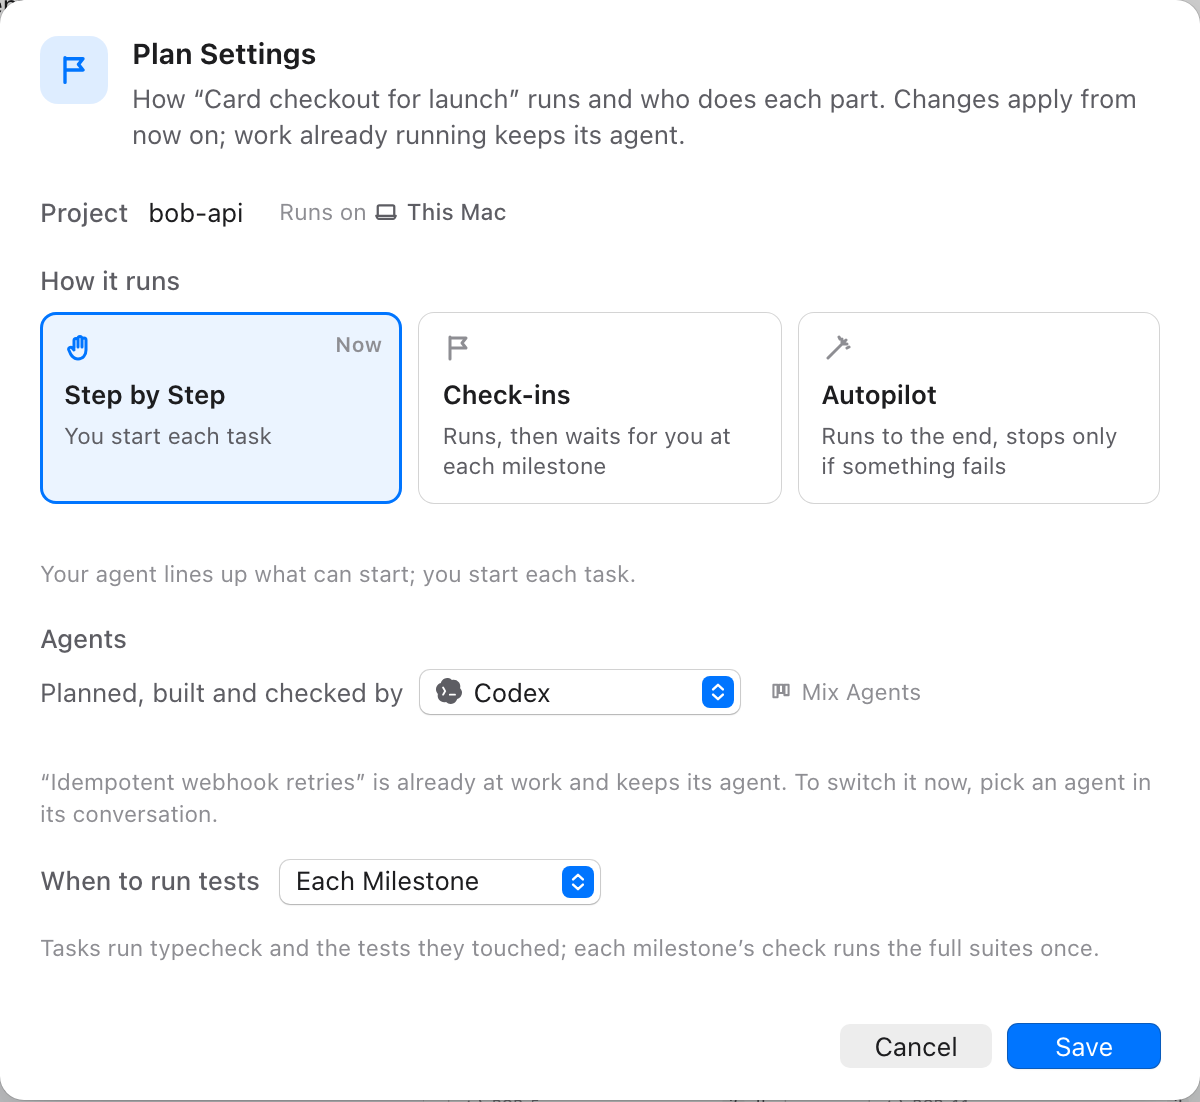 Plan Settings
How “Card checkout for launch” runs and who does each part. Changes apply from
now on; work already running keeps its agent.
Project bob-api Runs on This Mac
How it runs
Now
Step by Step
You start each task
Check-ins
Runs, then waits for you at
each milestone
Autopilot
Runs to the end, stops only
if something fails
Your agent lines up what can start; you start each task.
Agents
Planned, built and checked by Codex Mix Agents
“Idempotent webhook retries” is already at work and keeps its agent. To switch it now, pick an agent in
its conversation.
When to run tests Each Milestone
Tasks run typecheck and the tests they touched; each milestone’s check runs the full suites once.
Cancel Save